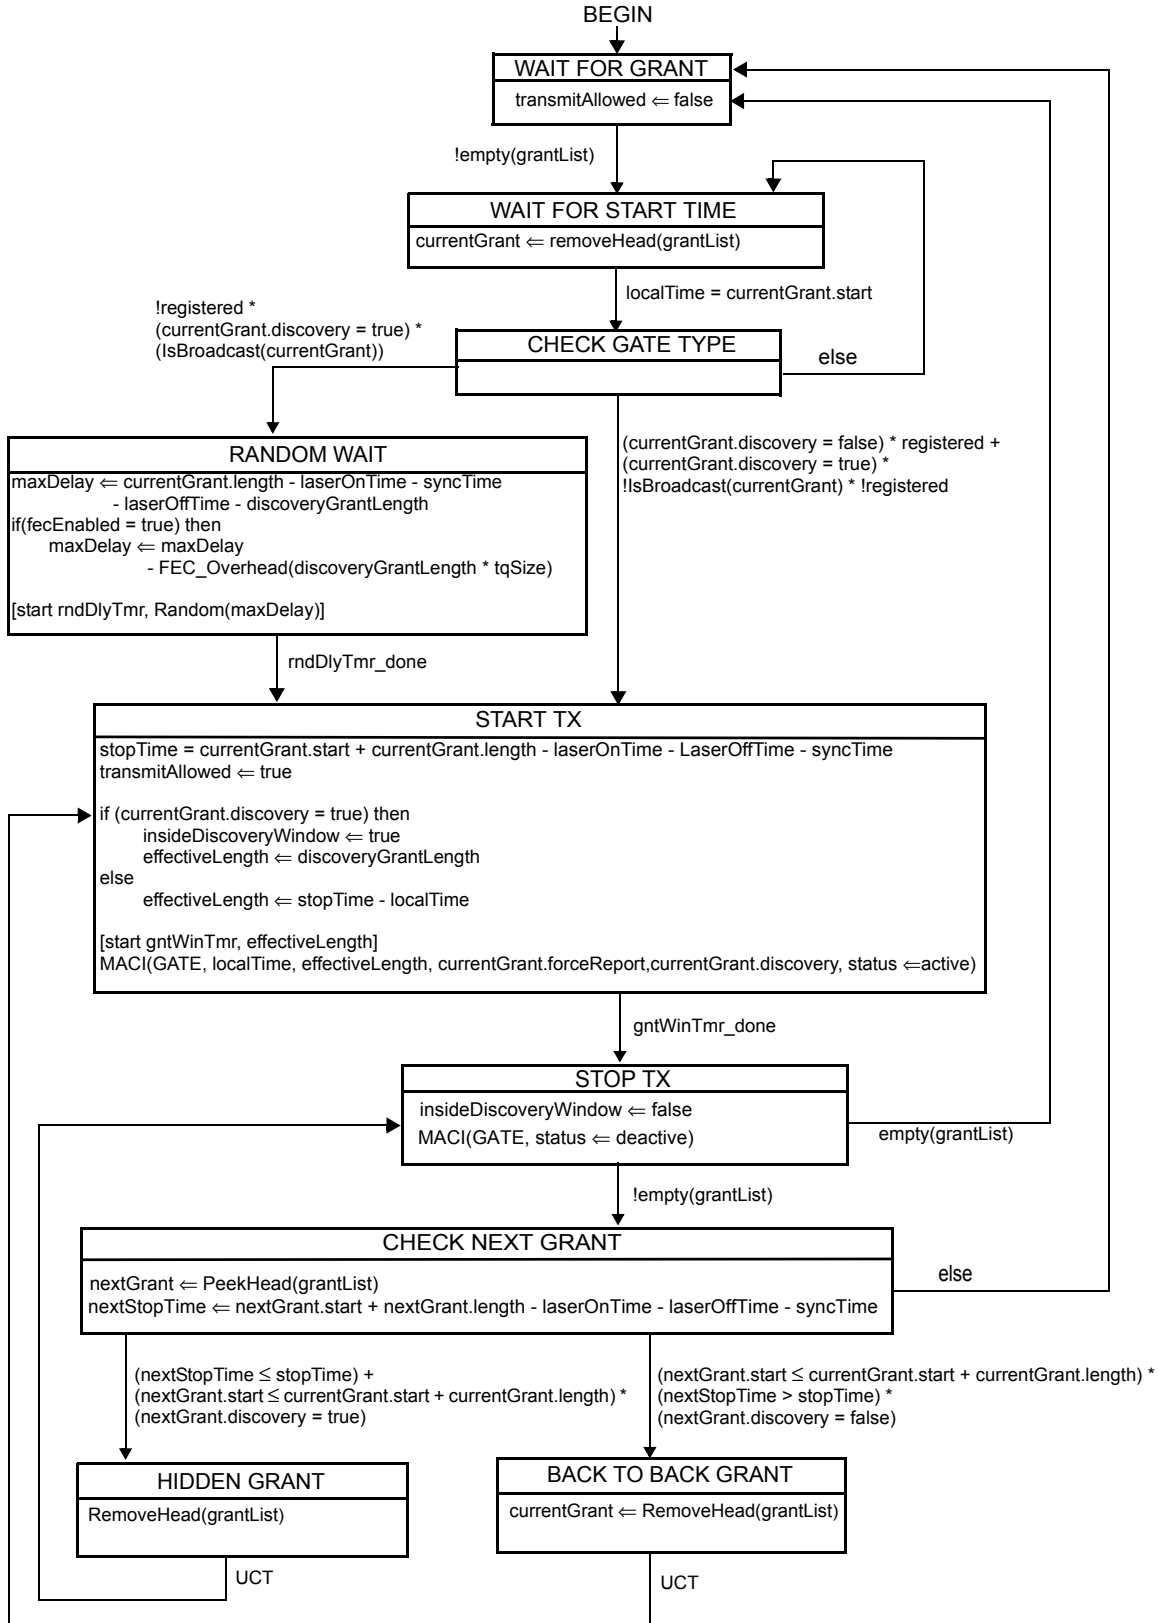 BEGIN
WAIT FOR GRANT
transmitAllowed ⇐ false
!empty(grantList)
WAIT FOR START TIME
currentGrant ⇐ removeHead(grantList)
localTime = currentGrant.start
!registered *
(currentGrant.discovery = true) *
(IsBroadcast(currentGrant))
CHECK GATE TYPE
else
RANDOM WAIT
maxDelay ⇐ currentGrant.length - laserOnTime - syncTime
- laserOffTime - discoveryGrantLength
if(fecEnabled = true) then
maxDelay ⇐ maxDelay
- FEC_Overhead(discoveryGrantLength * tqSize)
[start rndDlyTmr, Random(maxDelay)]
(currentGrant.discovery = false) * registered +
(currentGrant.discovery = true) *
!IsBroadcast(currentGrant) * !registered
rndDlyTmr_done
START TX
stopTime = currentGrant.start + currentGrant.length - laserOnTime - LaserOffTime - syncTime
transmitAllowed ⇐ true
if (currentGrant.discovery = true) then
insideDiscoveryWindow ⇐ true
effectiveLength ⇐ discoveryGrantLength
else
effectiveLength ⇐ stopTime - localTime
[start gntWinTmr, effectiveLength]
MACI(GATE, localTime, effectiveLength, currentGrant.forceReport,currentGrant.discovery, status ⇐active)
gntWinTmr_done
STOP TX
insideDiscoveryWindow ⇐ false
MACI(GATE, status ⇐ deactive)
empty(grantList)
!empty(grantList)
CHECK NEXT GRANT
nextGrant ⇐ PeekHead(grantList)
nextStopTime ⇐ nextGrant.start + nextGrant.length - laserOnTime - laserOffTime - syncTime
else
(nextStopTime ≤ stopTime) +
(nextGrant.start ≤ currentGrant.start + currentGrant.length) *
(nextGrant.discovery = true)
(nextGrant.start ≤ currentGrant.start + currentGrant.length) *
(nextStopTime > stopTime) *
(nextGrant.discovery = false)
HIDDEN GRANT
RemoveHead(grantList)
UCT
BACK TO BACK GRANT
currentGrant ⇐ RemoveHead(grantList)
UCT